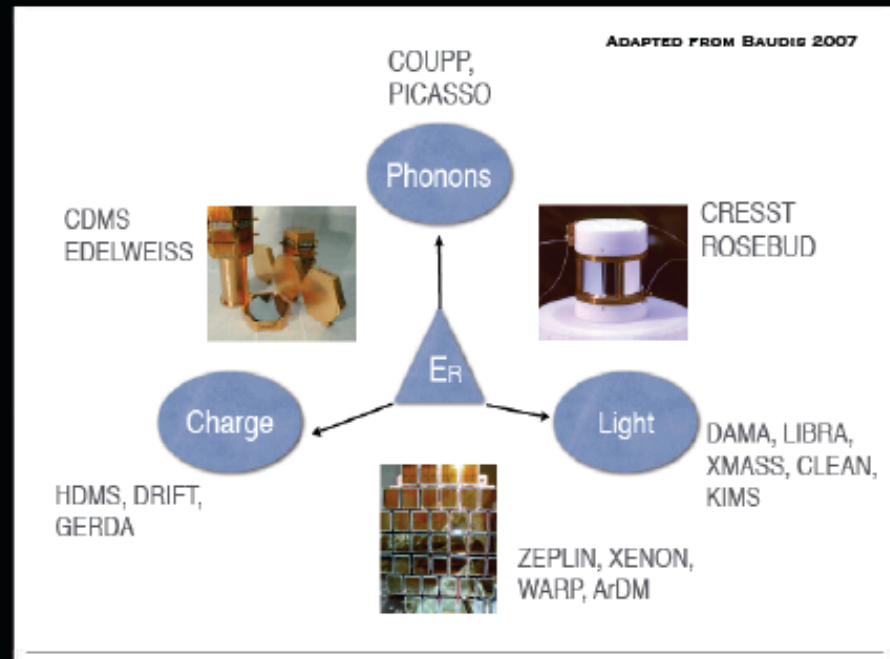 ADAPTED FROM BAUDIS 2007
COUPP,
PICASSO
Phonons
CDMS
EDELWEISS
CRESST
ROSEBUD
ER
Charge
Light
HDMS, DRIFT,
GERDA
DAMA, LIBRA,
XMASS, CLEAN,
KIMS
ZEPLIN, XENON,
WARP, ArDM